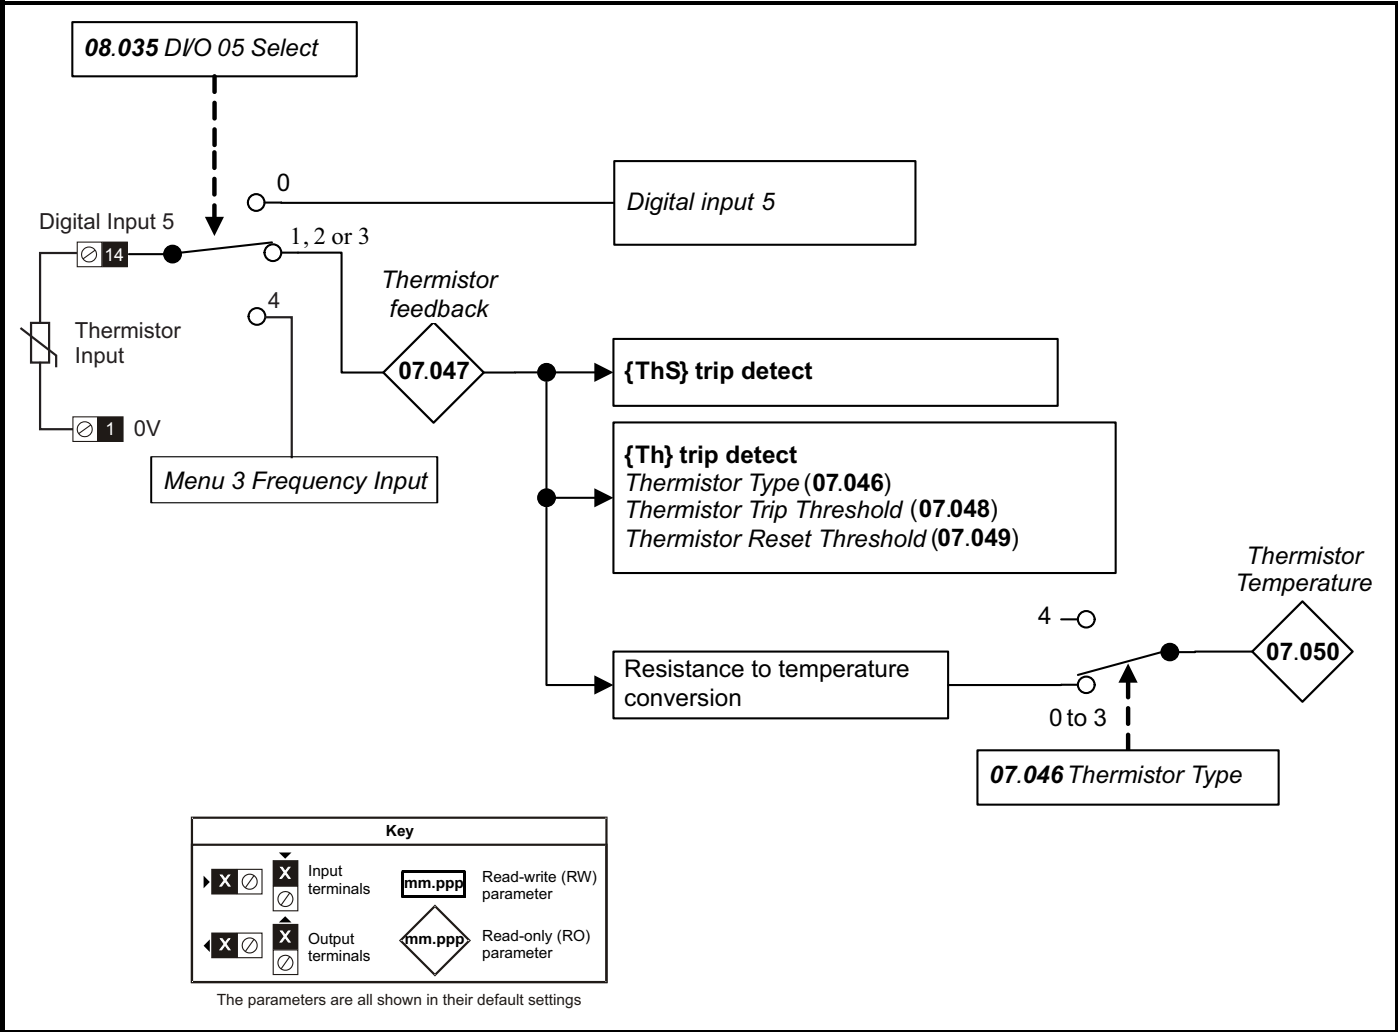 08.035 DI/O 05 Select
0
Digital input 5
Digital Input 5
14
1, 2 or 3
4
Thermistor
Input
1 0V
Menu 3 Frequency Input
Thermistor
feedback
07.047
{ThS} trip detect
{Th} trip detect
Thermistor Type (07.046)
Thermistor Trip Threshold (07.048)
Thermistor Reset Threshold (07.049)
Resistance to temperature
conversion
4
0 to 3
Thermistor
Temperature
07.050
07.046 Thermistor Type
Key
X
X
Input
terminals
mm.ppp
Read-write (RW)
parameter
X
X
Output
terminals
mm.ppp
Read-only (RO)
parameter
The parameters are all shown in their default settings